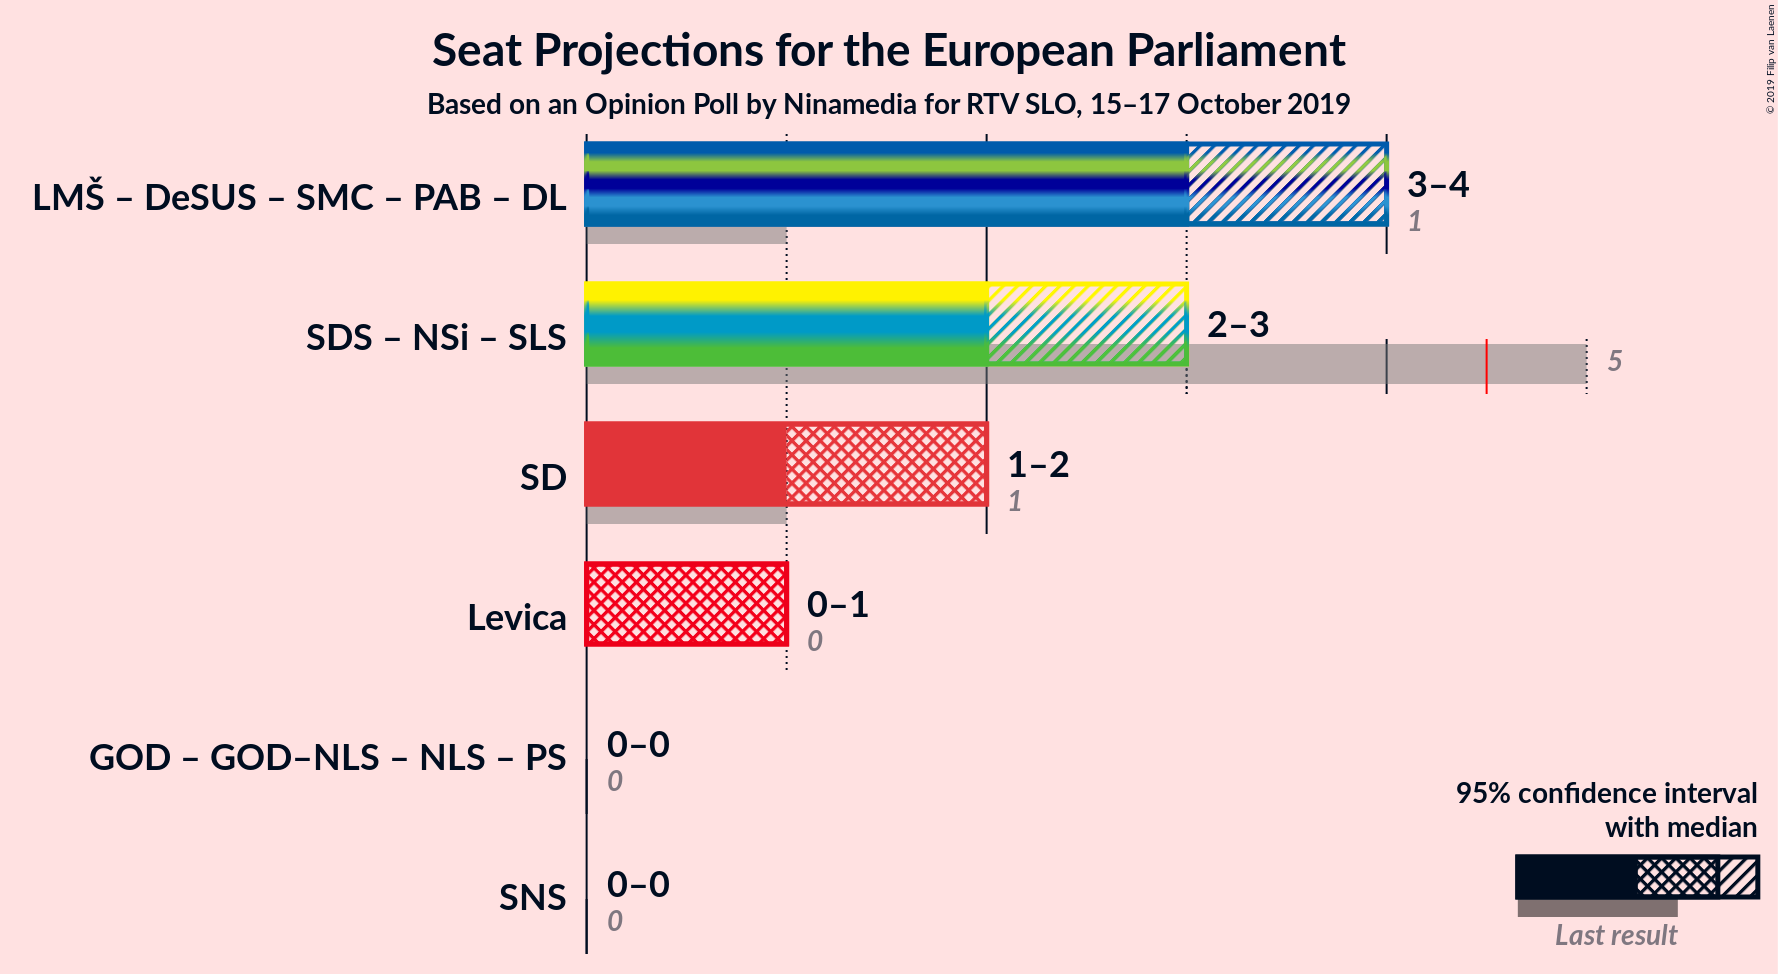 Seat Projections for the European Parliament
Based on an Opinion Poll by Ninamedia for RTV SLO, 15–17 October 2019
© 2019 Filip van Laenen
LMŠ – DeSUS – SMC – PAB – DL
3–4
1
SDS – NSi – SLS
2–3
5
SD
1–2
1
Levica
0–1
0
GOD – GOD–NLS – NLS – PS
0–0
0
SNS
0–0
0
95% confidence interval
with median
Last result